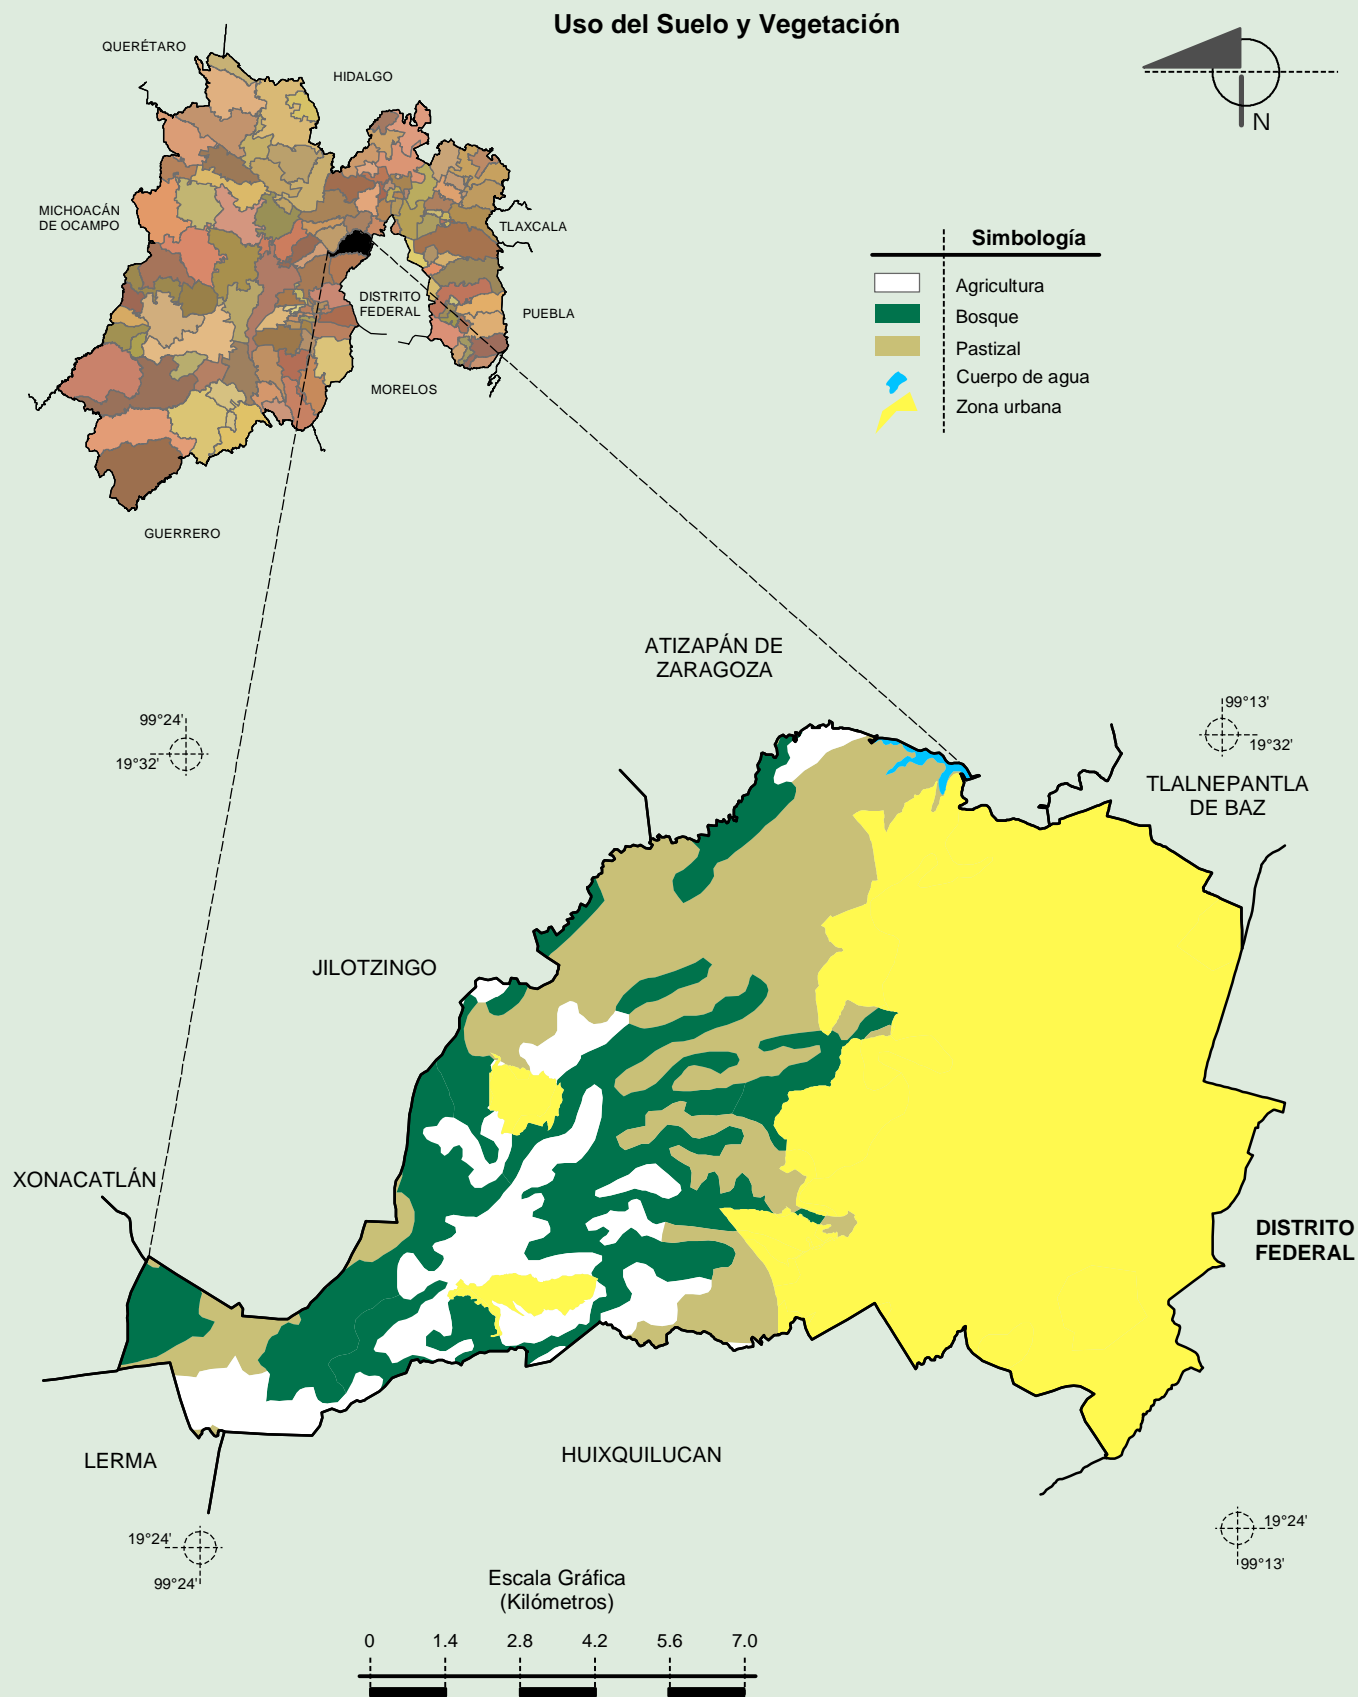 Uso del Suelo y Vegetación
QUERÉTARO
HIDALGO
N
MICHOACÁN
DE OCAMPO
TLAXCALA
DISTRITO
FEDERAL
PUEBLA
MORELOS
GUERRERO
Simbología
Agricultura
Bosque
Pastizal
Cuerpo de agua
Zona urbana
ATIZAPÁN DE
ZARAGOZA
99°24'
19°32'
99°13'
19°32'
TLALNEPANTLA
DE BAZ
JILOTZINGO
XONACATLÁN
DISTRITO
FEDERAL
LERMA
HUIXQUILUCAN
19°24'
99°24'
19°24'
99°13'
Escala Gráfica
(Kilómetros)
0 1.4 2.8 4.2 5.6 7.0